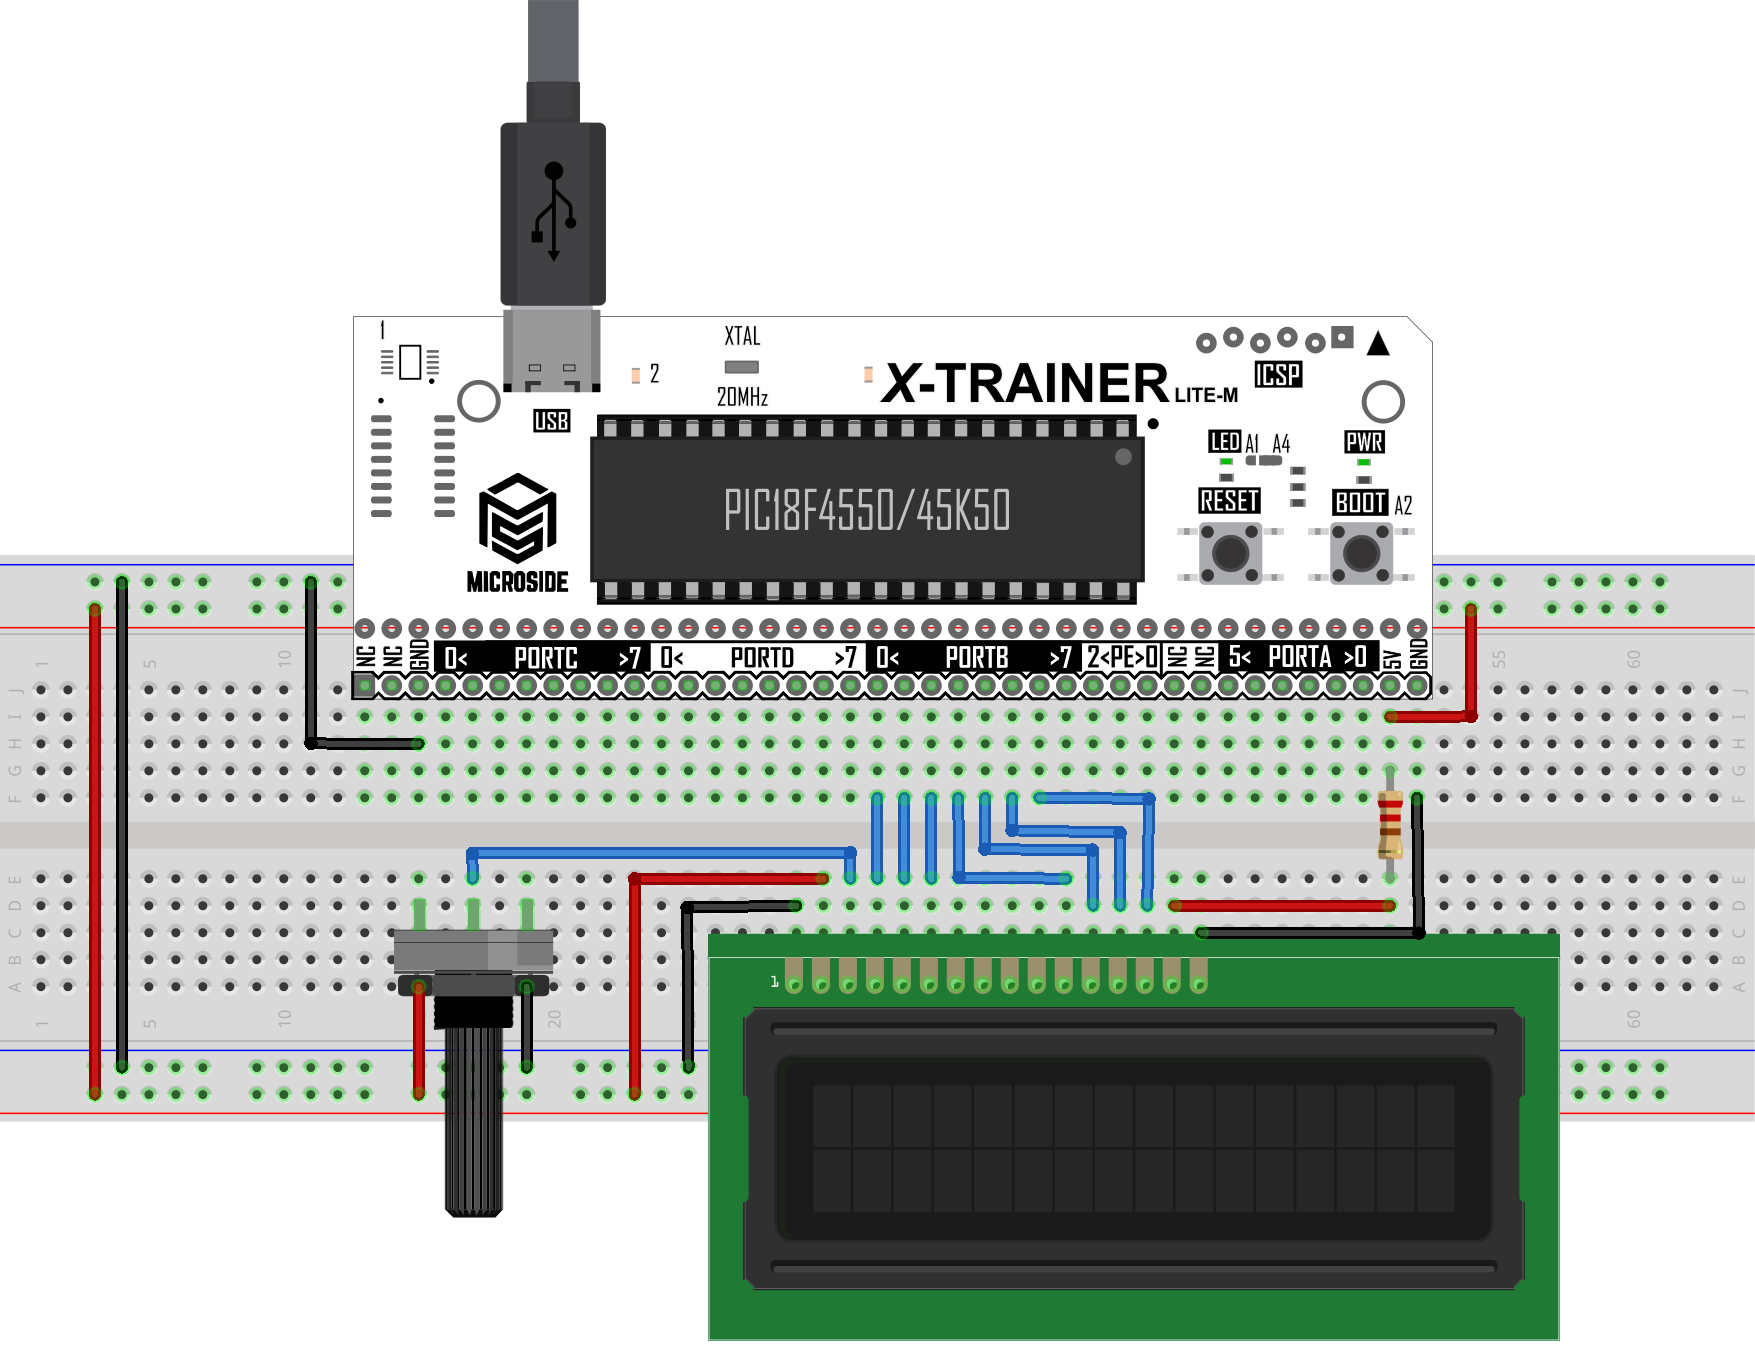 1
XTAL
2
20MHz
X-TRAINER LITE-M
ICSP
USB
LED A1 A4
PWR
RESET
BOOT A2
PIC18F4550/45K50
MICROSIDE
NC NC GND 0< PORTC >7 0< PORTD >7 0< PORTB >7 2<PE>0 NC NC 5< PORTA >0 5V GND
1 5 10 55 60
J J
I I
H H
G G
F F
E E
D D
C C
B B
A A
1
1 5 10 20 60